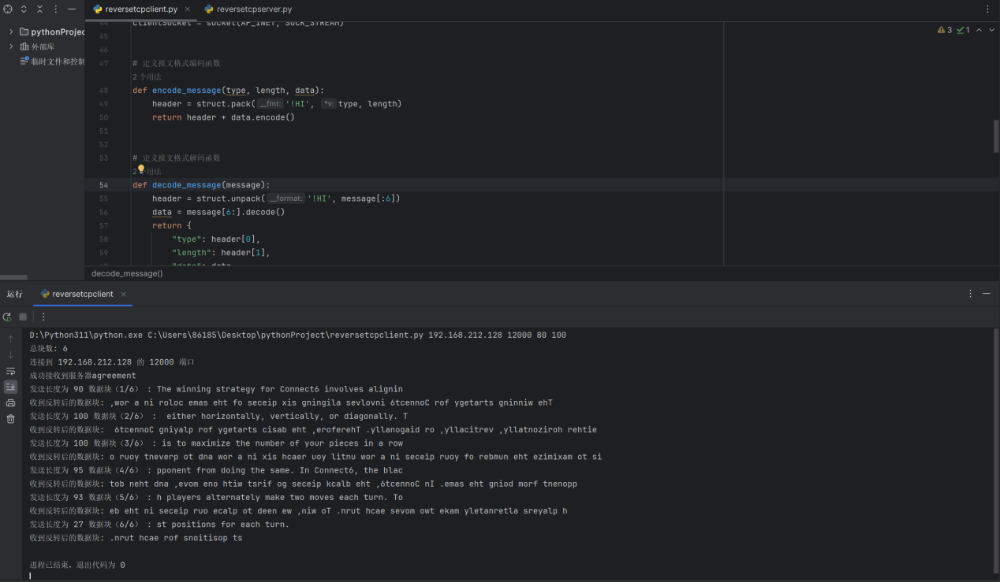 reversetcpclient.py
reversetcpserver.py
3 1
pythonProjec
外部库
临时文件和控制
44 clientSocket = socket(AF_INET, SOCK_STREAM)
45
46
47 # 定义报文格式编码函数
2个用法
48 def encode_message(type, length, data):
49 header = struct.pack( __fmt: '!HI', *v: type, length)
50 return header + data.encode()
51
52
53 # 定义报文格式解码函数
2个用法
54 def decode_message(message):
55 header = struct.unpack( __format: '!HI', message[:6])
56 data = message[6:].decode()
57 return {
58 "type": header[0],
59 "length": header[1],
60 "data": data
decode_message()
运行 reversetcpclient
D:\Python311\python.exe C:\Users\86185\Desktop\pythonProject\reversetcpclient.py 192.168.212.128 12000 80 100
总块数: 6
连接到 192.168.212.128 的 12000 端口
成功接收到服务器agreement
发送长度为 90 数据块（1/6） : The winning strategy for Connect6 involves alignin
收到反转后的数据块: ,wor a ni roloc emas eht fo seceip xis gningila sevlovni 6tcennoC rof ygetarts gninniw ehT
发送长度为 100 数据块（2/6） :  either horizontally, vertically, or diagonally. T
收到反转后的数据块:  6tcennoC gniyalp rof ygetarts cisab eht ,eroferehT .yllanogaid ro ,yllacitrev ,yllatnoziroh rehtie
发送长度为 100 数据块（3/6） : is to maximize the number of your pieces in a row
收到反转后的数据块: o ruoy tneverp ot dna wor a ni xis hcaer uoy litnu wor a ni seceip ruoy fo rebmun eht ezimixam ot si
发送长度为 95 数据块（4/6） : pponent from doing the same. In Connect6, the blac
收到反转后的数据块: tob neht dna ,evom eno htiw tsrif og seceip kcalb eht ,6tcennoC nI .emas eht gniod morf tnenopp
发送长度为 93 数据块（5/6） : h players alternately make two moves each turn. To
收到反转后的数据块: eb eht ni seceip ruo ecalp ot deen ew ,niw oT .nrut hcae sevom owt ekam yletanretla sreyalp h
发送长度为 27 数据块（6/6） : st positions for each turn.
收到反转后的数据块: .nrut hcae rof snoitisop ts
进程已结束，退出代码为 0